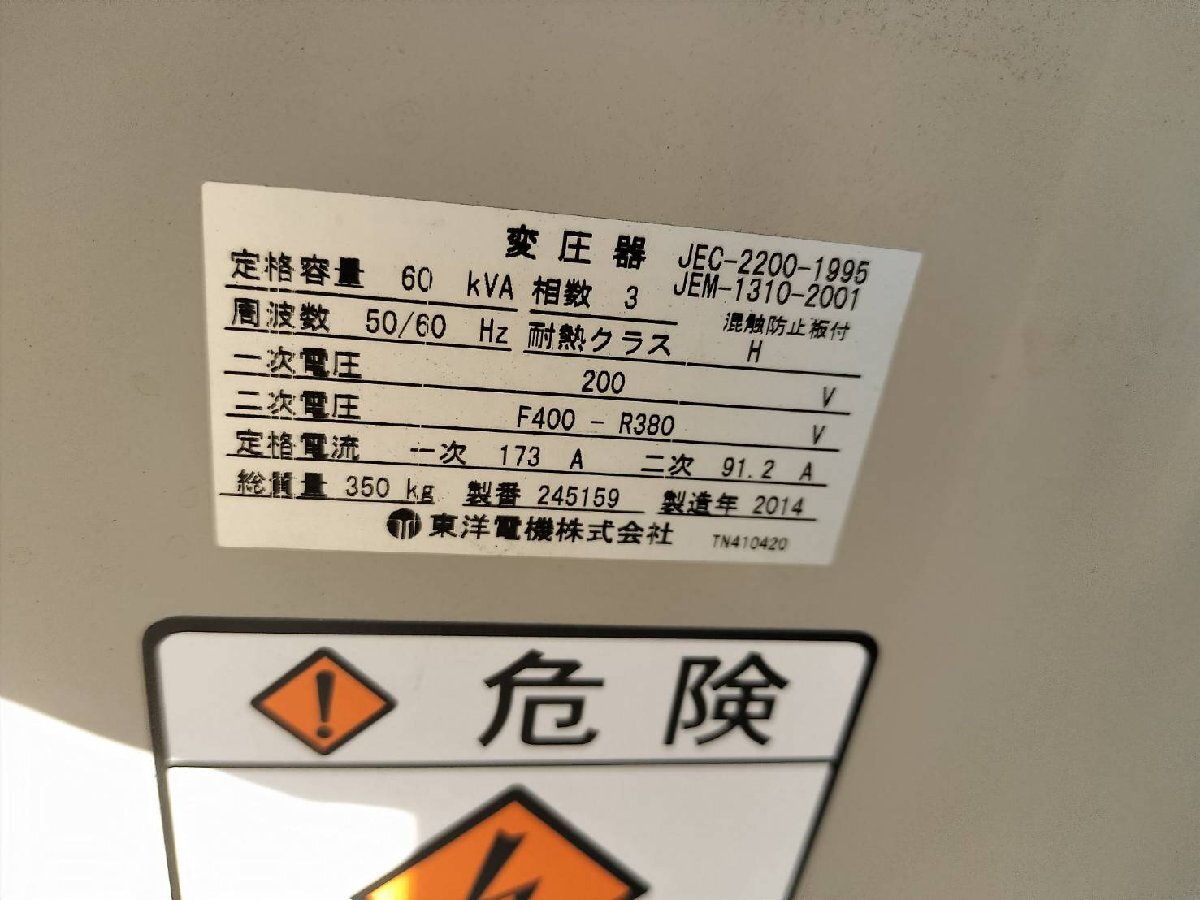 変圧器 JEC-2200-1995
JEM-1310-2001
定格容量 60 kVA 相数 3 混触防止板付
周波数 50/60 Hz 耐熱クラス H
一次電圧 200 V
二次電圧 F400 - R380 V
定格電流 一次 173 A 二次 91.2 A
総質量 350 kg 製番 245159 製造年 2014
東洋電機株式会社 TN410420
危険